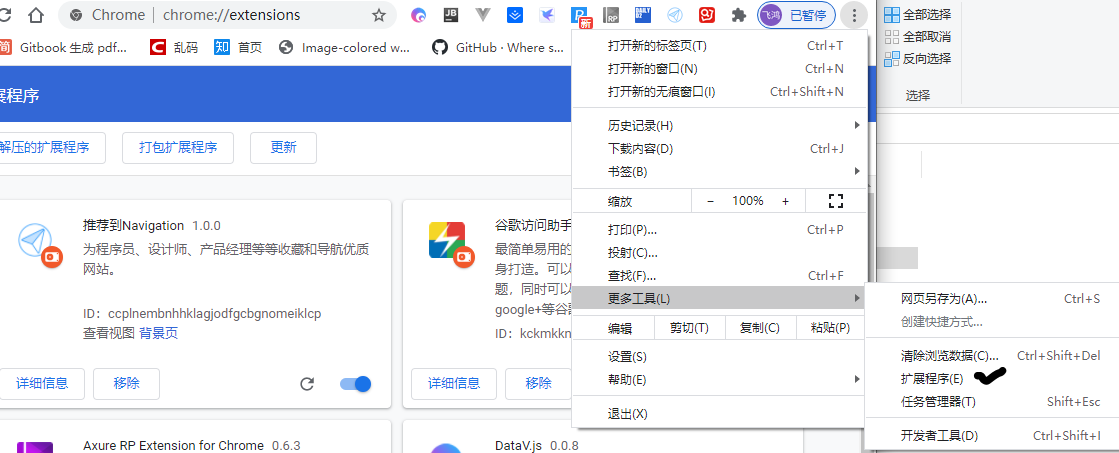 Chrome | chrome://extensions
JB
RP
新
飞鸿 已暂停
简 Gitbook 生成 pdf...
乱码
知 首页
Image-colored w...
GitHub · Where s...
展程序
解压的扩展程序
打包扩展程序
更新
推荐到Navigation 1.0.0
为程序员、设计师、产品经理等等收藏和导航优质
网站。
ID：ccplnembnhhklagjodfgcbgnomeiklcp
查看视图 背景页
详细信息
移除
谷歌访问助手
最简单易用的
身打造。可以
题，同时可以
google+等谷歌
ID：kckmkkn
详细信息
移除
Axure RP Extension for Chrome 0.6.3
DataV.js 0.0.8
打开新的标签页(T) Ctrl+T
打开新的窗口(N) Ctrl+N
打开新的无痕窗口(I) Ctrl+Shift+N
历史记录(H)
下载内容(D) Ctrl+J
书签(B)
缩放 − 100% +
打印(P)... Ctrl+P
投射(C)...
查找(F)... Ctrl+F
更多工具(L)
编辑 剪切(T) 复制(C) 粘贴(P)
设置(S)
帮助(E)
退出(X)
网页另存为(A)... Ctrl+S
创建快捷方式...
清除浏览数据(C)... Ctrl+Shift+Del
扩展程序(E)
任务管理器(T) Shift+Esc
开发者工具(D) Ctrl+Shift+I
全部选择
全部取消
反向选择
选择